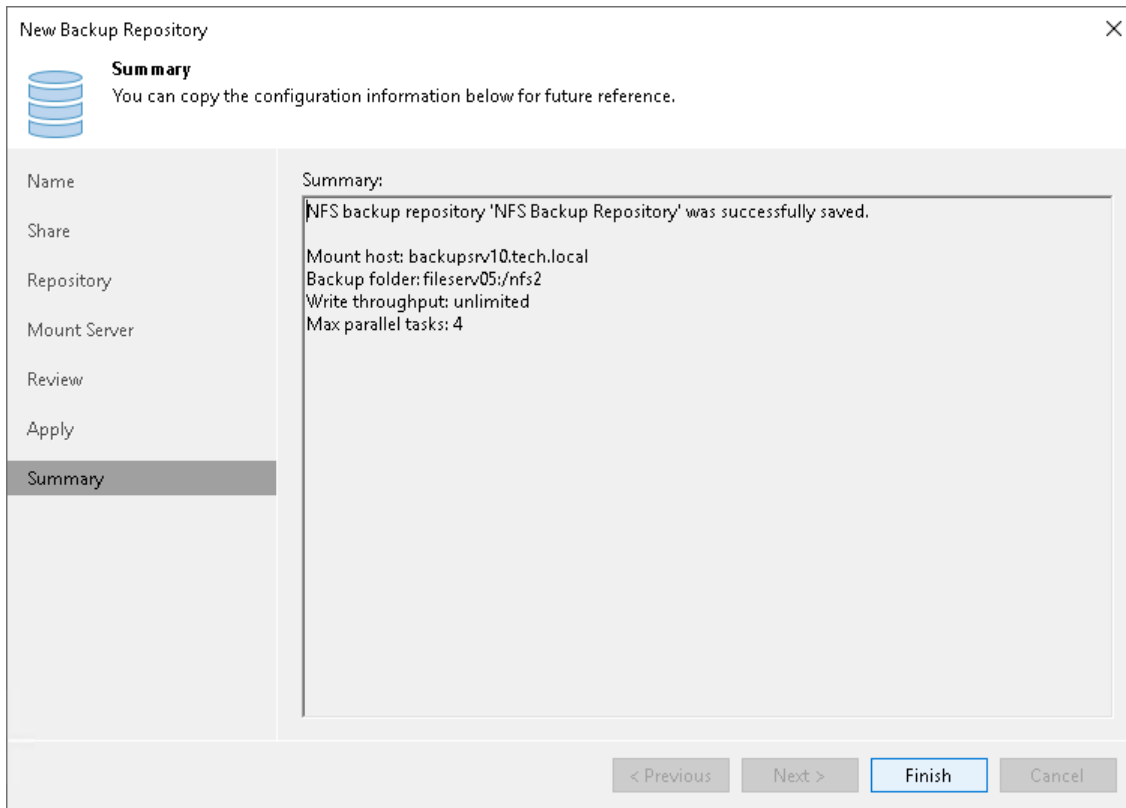 New Backup Repository
Summary
You can copy the configuration information below for future reference.
Name
Share
Repository
Mount Server
Review
Apply
Summary
Summary:
NFS backup repository 'NFS Backup Repository' was successfully saved.
Mount host: backupsrv10.tech.local
Backup folder: fileserv05:/nfs2
Write throughput: unlimited
Max parallel tasks: 4
< Previous
Next >
Finish
Cancel